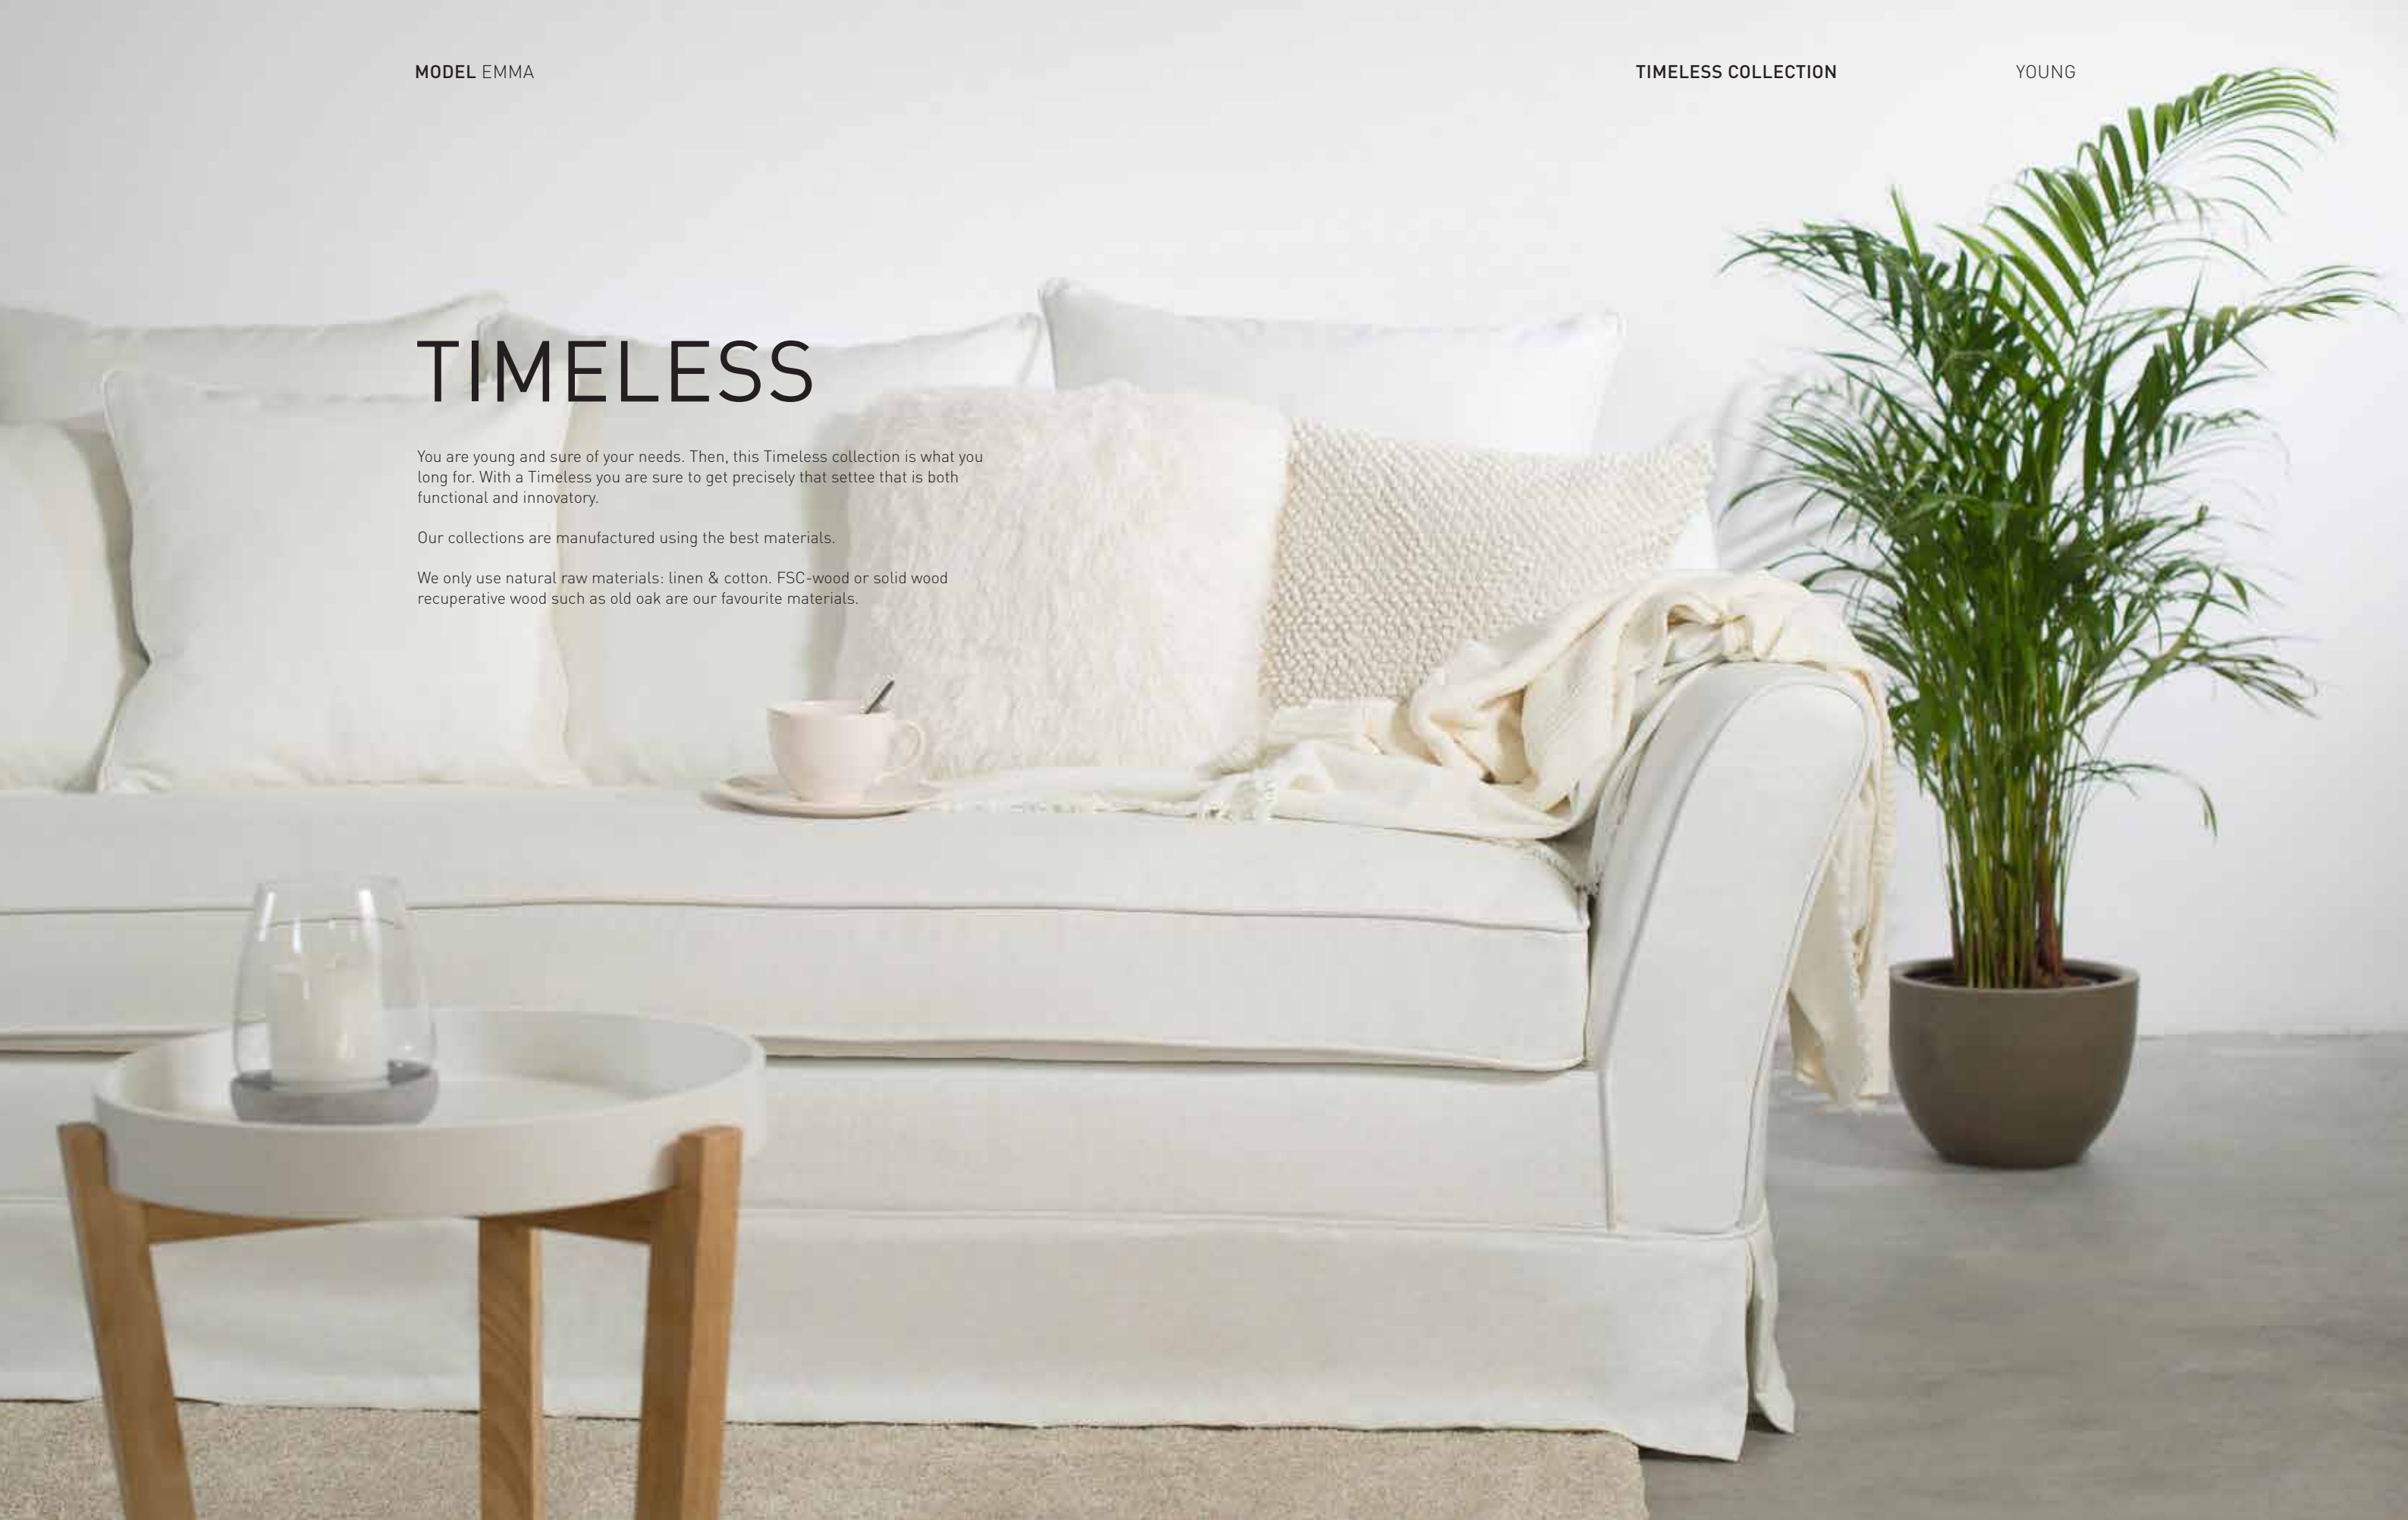 MODEL EMMA
TIMELESS COLLECTION
YOUNG
TIMELESS
You are young and sure of your needs. Then, this Timeless collection is what you
long for. With a Timeless you are sure to get precisely that settee that is both
functional and innovatory.
Our collections are manufactured using the best materials.
We only use natural raw materials: linen & cotton. FSC-wood or solid wood
recuperative wood such as old oak are our favourite materials.